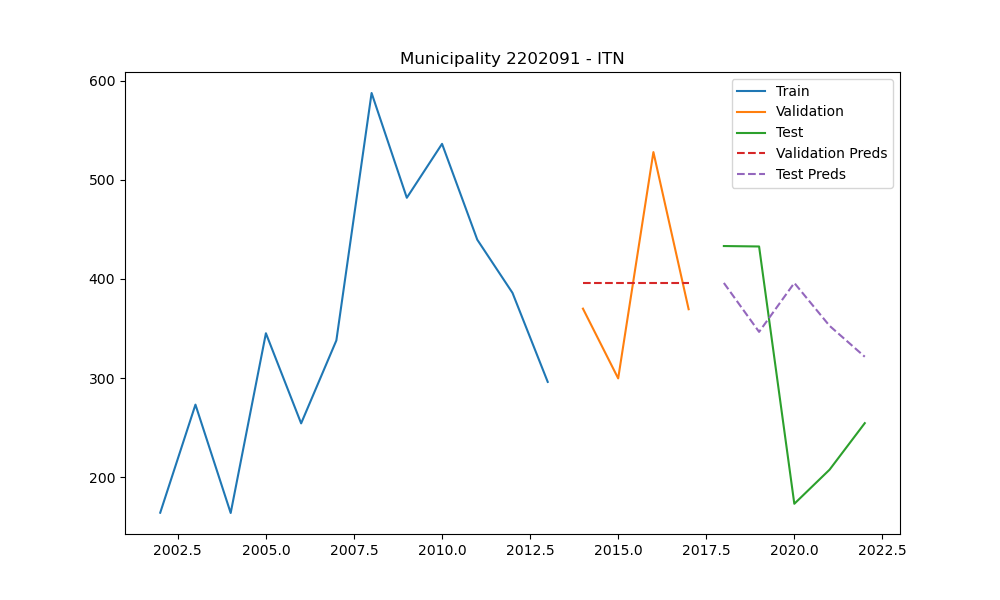 Municipality 2202091 - ITN
600
500
400
300
200
Train
Validation
Test
Validation Preds
Test Preds
2002.5 2005.0 2007.5 2010.0 2012.5 2015.0 2017.5 2020.0 2022.5